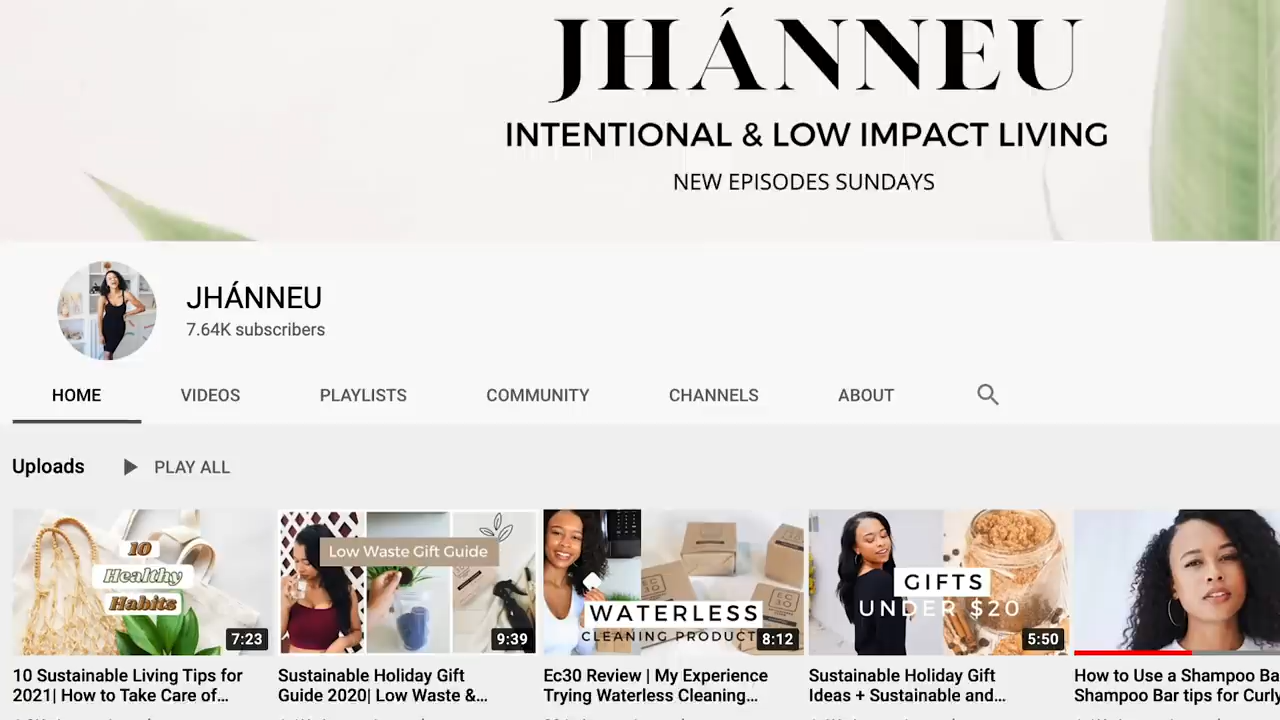 JHÁNNEU
INTENTIONAL & LOW IMPACT LIVING
NEW EPISODES SUNDAYS
JHÁNNEU
7.64K subscribers
HOME VIDEOS PLAYLISTS COMMUNITY CHANNELS ABOUT
Uploads PLAY ALL
10
Healthy
Habits
7:23
Low Waste Gift Guide
9:39
WATERLESS
CLEANING PRODUCT
8:12
GIFTS
UNDER $20
5:50
10 Sustainable Living Tips for
2021| How to Take Care of...
Sustainable Holiday Gift
Guide 2020| Low Waste &...
Ec30 Review | My Experience
Trying Waterless Cleaning...
Sustainable Holiday Gift
Ideas + Sustainable and...
How to Use a Shampoo Ba
Shampoo Bar tips for Curly